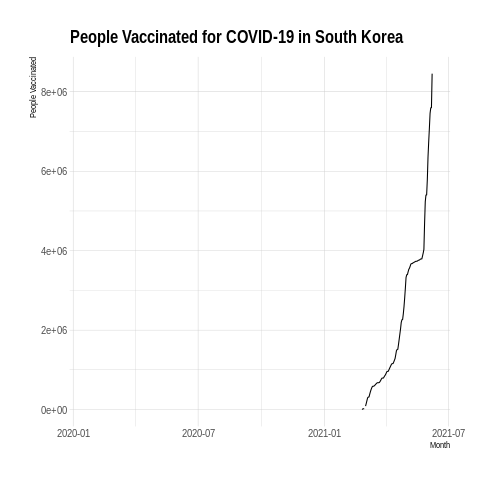 People Vaccinated for COVID-19 in South Korea
People Vaccinated
8e+06
6e+06
4e+06
2e+06
0e+00
2020-01 2020-07 2021-01 2021-07
Month